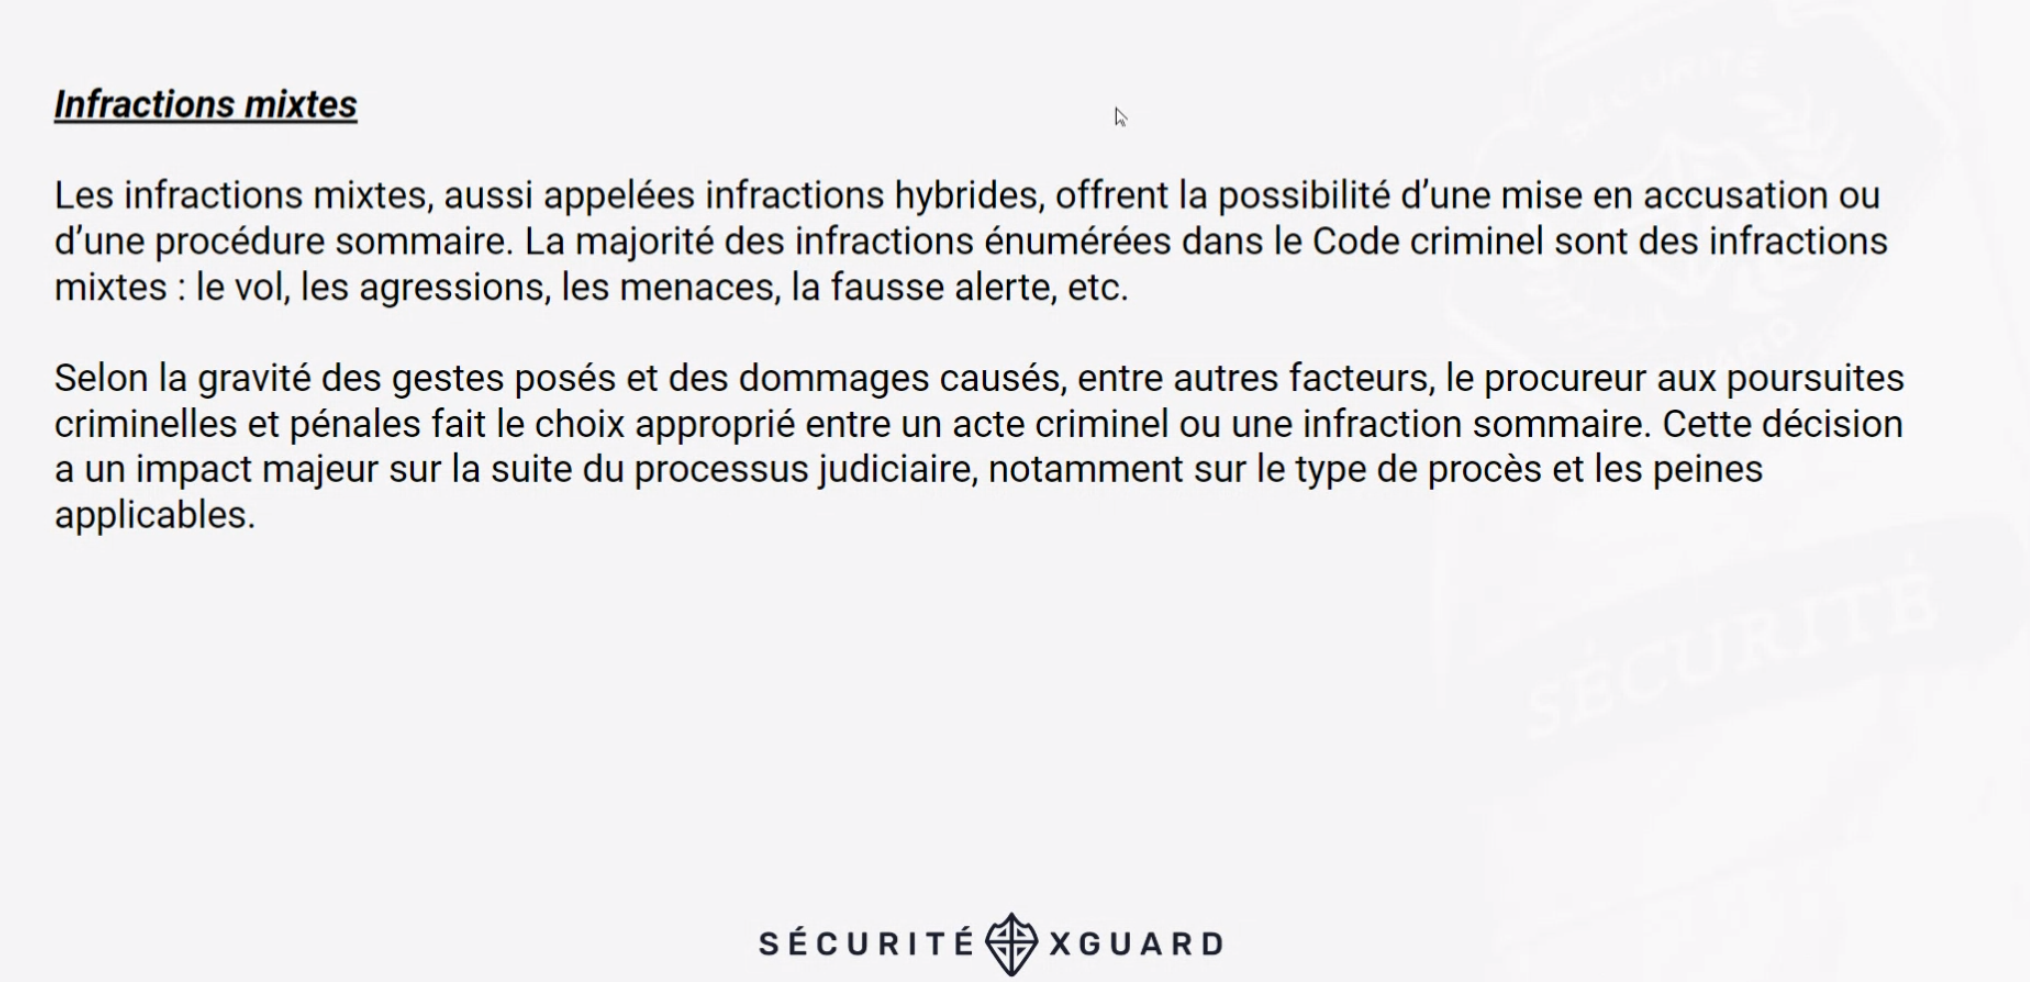 Infractions mixtes
Les infractions mixtes, aussi appelées infractions hybrides, offrent la possibilité d’une mise en accusation ou
d’une procédure sommaire. La majorité des infractions énumérées dans le Code criminel sont des infractions
mixtes : le vol, les agressions, les menaces, la fausse alerte, etc.
Selon la gravité des gestes posés et des dommages causés, entre autres facteurs, le procureur aux poursuites
criminelles et pénales fait le choix approprié entre un acte criminel ou une infraction sommaire. Cette décision
a un impact majeur sur la suite du processus judiciaire, notamment sur le type de procès et les peines
applicables.
SÉCURITÉ
SÉCURITÉ XGUARD